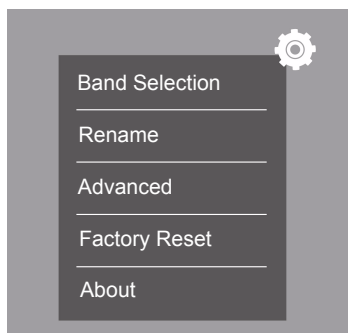 Band Selection
Rename
Advanced
Factory Reset
About